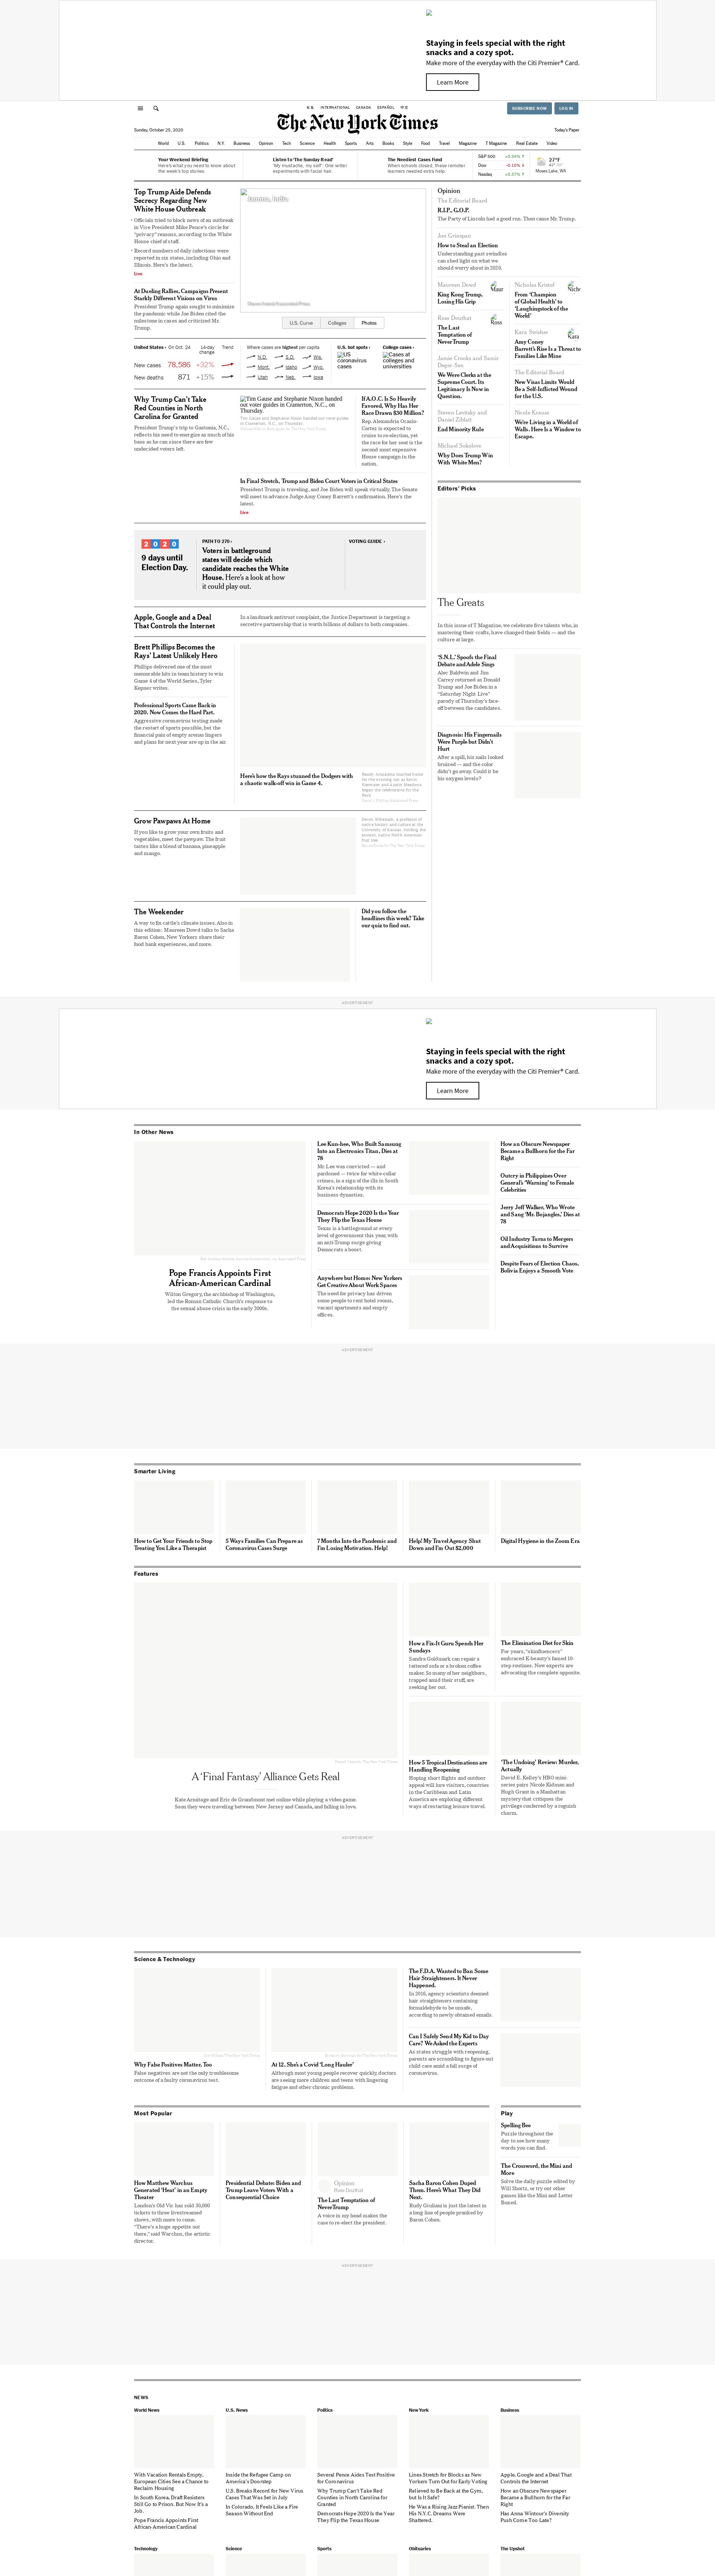 Staying in feel special with the right
snacks and a cozy spot.
Make more of the everyday with the Citi Premier® Card.
Learn More
U.S. INTERNATIONAL CANADA ESPAÑOL 中文
SUBSCRIBE NOW LOG IN
The New York Times
Sunday, October 25, 2020
Today's Paper
World U.S. Politics N.Y. Business Opinion Tech Science Health Sports Arts Books Style Food Travel Magazine T Magazine Real Estate Video
Your Weekend Briefing
Here's what you need to know about
the week's top stories.
Listen to 'The Sunday Read'
'My mustache, my self': One writer
experiments with facial hair.
The Neediest Cases Fund
When schools closed, these remote
learners needed extra help.
S&P 500 +0.34% ↑
Dow -0.10% ↓
Nasdaq +0.37% ↑
27°F
Moses Lake, WA
Top Trump Aide Defends
Secrecy Regarding New
White House Outbreak
Officials tried to block news of an outbreak
in Vice President Mike Pence's circle for
"privacy" reasons, according to the White
House chief of staff.
Record numbers of daily infections were
reported in six states, including Ohio and
Illinois. Here's the latest.
Live
At Dueling Rallies, Campaigns Present
Starkly Different Visions on Virus
President Trump again sought to minimize
the pandemic while Joe Biden cited the
milestone in cases and criticized Mr.
Trump.
Jammu, India
U.S. Curve Colleges Photos
United States › On Oct. 24 14-day change Trend
New cases 78,586 +32%
New deaths 871 +15%
Where cases are highest per capita
N.D. S.D. Wis.
Mont. Idaho Wyo.
Utah Neb. Iowa
U.S. hot spots ›
US
coronavirus
cases
College cases ›
Cases at
colleges and
universities
Why Trump Can't Take
Red Counties in North
Carolina for Granted
President Trump's trip to Gastonia, N.C.,
reflects his need to energize as much of his
base as he can since there are few
undecided voters left.
Tim Gause and Stephanie Nixon handed
out voter guides in Cramerton, N.C., on
Thursday.
Tim Gause and Stephanie Nixon handed out voter guides
in Cramerton, N.C., on Thursday.
If A.O.C. Is So Heavily
Favored, Why Has Her
Race Drawn $30 Million?
Rep. Alexandria Ocasio-
Cortez is expected to
cruise to re-election, yet
the race for her seat is the
second most expensive
House campaign in the
nation.
In Final Stretch, Trump and Biden Court Voters in Critical States
President Trump is traveling, and Joe Biden will speak virtually. The Senate
will meet to advance Judge Amy Coney Barrett's confirmation. Here's the
latest.
Live
2020
9 days until
Election Day.
PATH TO 270 ›
Voters in battleground
states will decide which
candidate reaches the White
House. Here's a look at how
it could play out.
VOTING GUIDE ›
Apple, Google and a Deal
That Controls the Internet
In a landmark antitrust complaint, the Justice Department is targeting a
secretive partnership that is worth billions of dollars to both companies.
Brett Phillips Becomes the
Rays' Latest Unlikely Hero
Phillips delivered one of the most
memorable hits in team history to win
Game 4 of the World Series, Tyler
Kepner writes.
Professional Sports Came Back in
2020. Now Comes the Hard Part.
Aggressive coronavirus testing made
the restart of sports possible, but the
financial pain of empty arenas lingers
and plans for next year are up in the air.
Here's how the Rays stunned the Dodgers with
a chaotic walk-off win in Game 4.
Grow Pawpaws At Home
If you like to grow your own fruits and
vegetables, meet the pawpaw. The fruit
tastes like a blend of banana, pineapple
and mango.
The Weekender
A way to fix cattle's climate issues. Also in
this edition: Maureen Dowd talks to Sacha
Baron Cohen, New Yorkers share their
food bank experiences, and more.
Did you follow the
headlines this week? Take
our quiz to find out.
Opinion
The Editorial Board
R.I.P., G.O.P.
The Party of Lincoln had a good run. Then came Mr. Trump.
Jon Grinspan
How to Steal an Election
Understanding past swindles
can shed light on what we
should worry about in 2020.
Maureen Dowd
King Kong Trump,
Losing His Grip
Ross Douthat
The Last
Temptation of
NeverTrump
Jamie Crooks and Samir
Deger-Sen
We Were Clerks at the
Supreme Court. Its
Legitimacy Is Now in
Question.
Steven Levitsky and
Daniel Ziblatt
End Minority Rule
Michael Sokolove
Why Does Trump Win
With White Men?
Nicholas Kristof
From 'Champion
of Global Health' to
'Laughingstock of the
World'
Kara Swisher
Amy Coney
Barrett's Rise Is a Threat to
Families Like Mine
The Editorial Board
New Visas Limits Would
Be a Self-Inflicted Wound
for the U.S.
Nicole Krauss
We're Living in a World of
Walls. Here Is a Window to
Escape.
Editors' Picks
The Greats
In this issue of T Magazine, we celebrate five talents who, in
mastering their crafts, have changed their fields — and the
culture at large.
'S.N.L.' Spoofs the Final
Debate and Adele Sings
Alec Baldwin and Jim
Carrey returned as Donald
Trump and Joe Biden in a
"Saturday Night Live"
parody of Thursday's face-
off between the candidates.
Diagnosis: His Fingernails
Were Purple but Didn't
Hurt
After a spill, his nails looked
bruised — and the color
didn't go away. Could it be
his oxygen levels?
ADVERTISEMENT
Staying in feels special with the right
snacks and a cozy spot.
Make more of the everyday with the Citi Premier® Card.
Learn More
In Other News
Pope Francis Appoints First
African-American Cardinal
Wilton Gregory, the archbishop of Washington,
led the Roman Catholic Church's response to
the sexual abuse crisis in the early 2000s.
Lee Kun-hee, Who Built Samsung
Into an Electronics Titan, Dies at
78
Mr. Lee was convicted — and
pardoned — twice for white-collar
crimes, in a sign of the ills in South
Korea's relationship with its
business dynasties.
Democrats Hope 2020 Is the Year
They Flip the Texas House
Texas is a battleground at every
level of government this year, with
an anti-Trump surge giving
Democrats a boost.
Anywhere but Home: New Yorkers
Get Creative About Work Spaces
The need for privacy has driven
some people to rent hotel rooms,
vacant apartments and empty
offices.
How an Obscure Newspaper
Became a Bullhorn for the Far
Right
Outcry in Philippines Over
General's 'Warning' to Female
Celebrities
Jerry Jeff Walker, Who Wrote
and Sang 'Mr. Bojangles,' Dies at
78
Oil Industry Turns to Mergers
and Acquisitions to Survive
Despite Fears of Election Chaos,
Bolivia Enjoys a Smooth Vote
ADVERTISEMENT
Smarter Living
How to Get Your Friends to Stop
Treating You Like a Therapist
5 Ways Families Can Prepare as
Coronavirus Cases Surge
7 Months Into the Pandemic and
I'm Losing Motivation. Help!
Help! My Travel Agency Shut
Down and I'm Out $2,000
Digital Hygiene in the Zoom Era
Features
A 'Final Fantasy' Alliance Gets Real
Kate Armitage and Eric de Grandmont met online while playing a video game.
Soon they were traveling between New Jersey and Canada, and falling in love.
How a Fix-It Guru Spends Her
Sundays
Sandra Goldmark can repair a
tattered sofa or a broken coffee
maker. So many of her neighbors,
trapped amid their stuff, are
seeking her out.
The Elimination Diet for Skin
For years, "skinfluencers"
embraced K-beauty's famed 10-
step routines. Now experts are
advocating the complete opposite.
How 5 Tropical Destinations are
Handling Reopening
Hoping short flights and outdoor
appeal will lure visitors, countries
in the Caribbean and Latin
America are exploring different
ways of restarting leisure travel.
'The Undoing' Review: Murder,
Actually
David E. Kelley's HBO mini-
series pairs Nicole Kidman and
Hugh Grant in a Manhattan
mystery that critiques the
privilege conferred by a roguish
charm.
ADVERTISEMENT
Science & Technology
Why False Positives Matter, Too
False negatives are not the only troublesome
outcome of a faulty coronavirus test.
At 12, She's a Covid 'Long Hauler'
Although most young people recover quickly, doctors
are seeing more children and teens with lingering
fatigue and other chronic problems.
The F.D.A. Wanted to Ban Some
Hair Straighteners. It Never
Happened.
In 2016, agency scientists deemed
hair straighteners containing
formaldehyde to be unsafe,
according to newly obtained emails.
Can I Safely Send My Kid to Day
Care? We Asked the Experts
As states struggle with reopening,
parents are scrambling to figure out
child care amid a full surge of
coronavirus.
Most Popular
How Matthew Warchus
Generated 'Heat' in an Empty
Theater
London's Old Vic has sold 30,000
tickets to three livestreamed
shows, with more to come.
"There's a huge appetite out
there," said Warchus, the artistic
director.
Presidential Debate: Biden and
Trump Leave Voters With a
Consequential Choice
Opinion
Ross Douthat
The Last Temptation of
NeverTrump
A voice in my head makes the
case to re-elect the president.
Sacha Baron Cohen Duped
Them. Here's What They Did
Next.
Rudy Giuliani is just the latest in
a long line of people pranked by
Baron Cohen.
Play
Spelling Bee
Puzzle throughout the
day to see how many
words you can find.
The Crossword, the Mini and
More
Solve the daily puzzle edited by
Will Shortz, or try out other
games like the Mini and Letter
Boxed.
ADVERTISEMENT
NEWS
World News
With Vacation Rentals Empty,
European Cities See a Chance to
Reclaim Housing
In South Korea, Draft Resisters
Still Go to Prison. But Now It's a
Job.
Pope Francis Appoints First
African-American Cardinal
U.S. News
Inside the Refugee Camp on
America's Doorstep
U.S. Breaks Record for New Virus
Cases That Was Set in July
In Colorado, It Feels Like a Fire
Season Without End
Politics
Several Pence Aides Test Positive
for Coronavirus
Why Trump Can't Take Red
Counties in North Carolina for
Granted
Democrats Hope 2020 Is the Year
They Flip the Texas House
New York
Lines Stretch for Blocks as New
Yorkers Turn Out for Early Voting
Relieved to Be Back at the Gym,
but Is It Safe?
He Was a Rising Jazz Pianist. Then
His N.Y.C. Dreams Were
Shattered.
Business
Apple, Google and a Deal That
Controls the Internet
How an Obscure Newspaper
Became a Bullhorn for the Far
Right
Has Anna Wintour's Diversity
Push Come Too Late?
Technology Science Sports Obituaries The Upshot